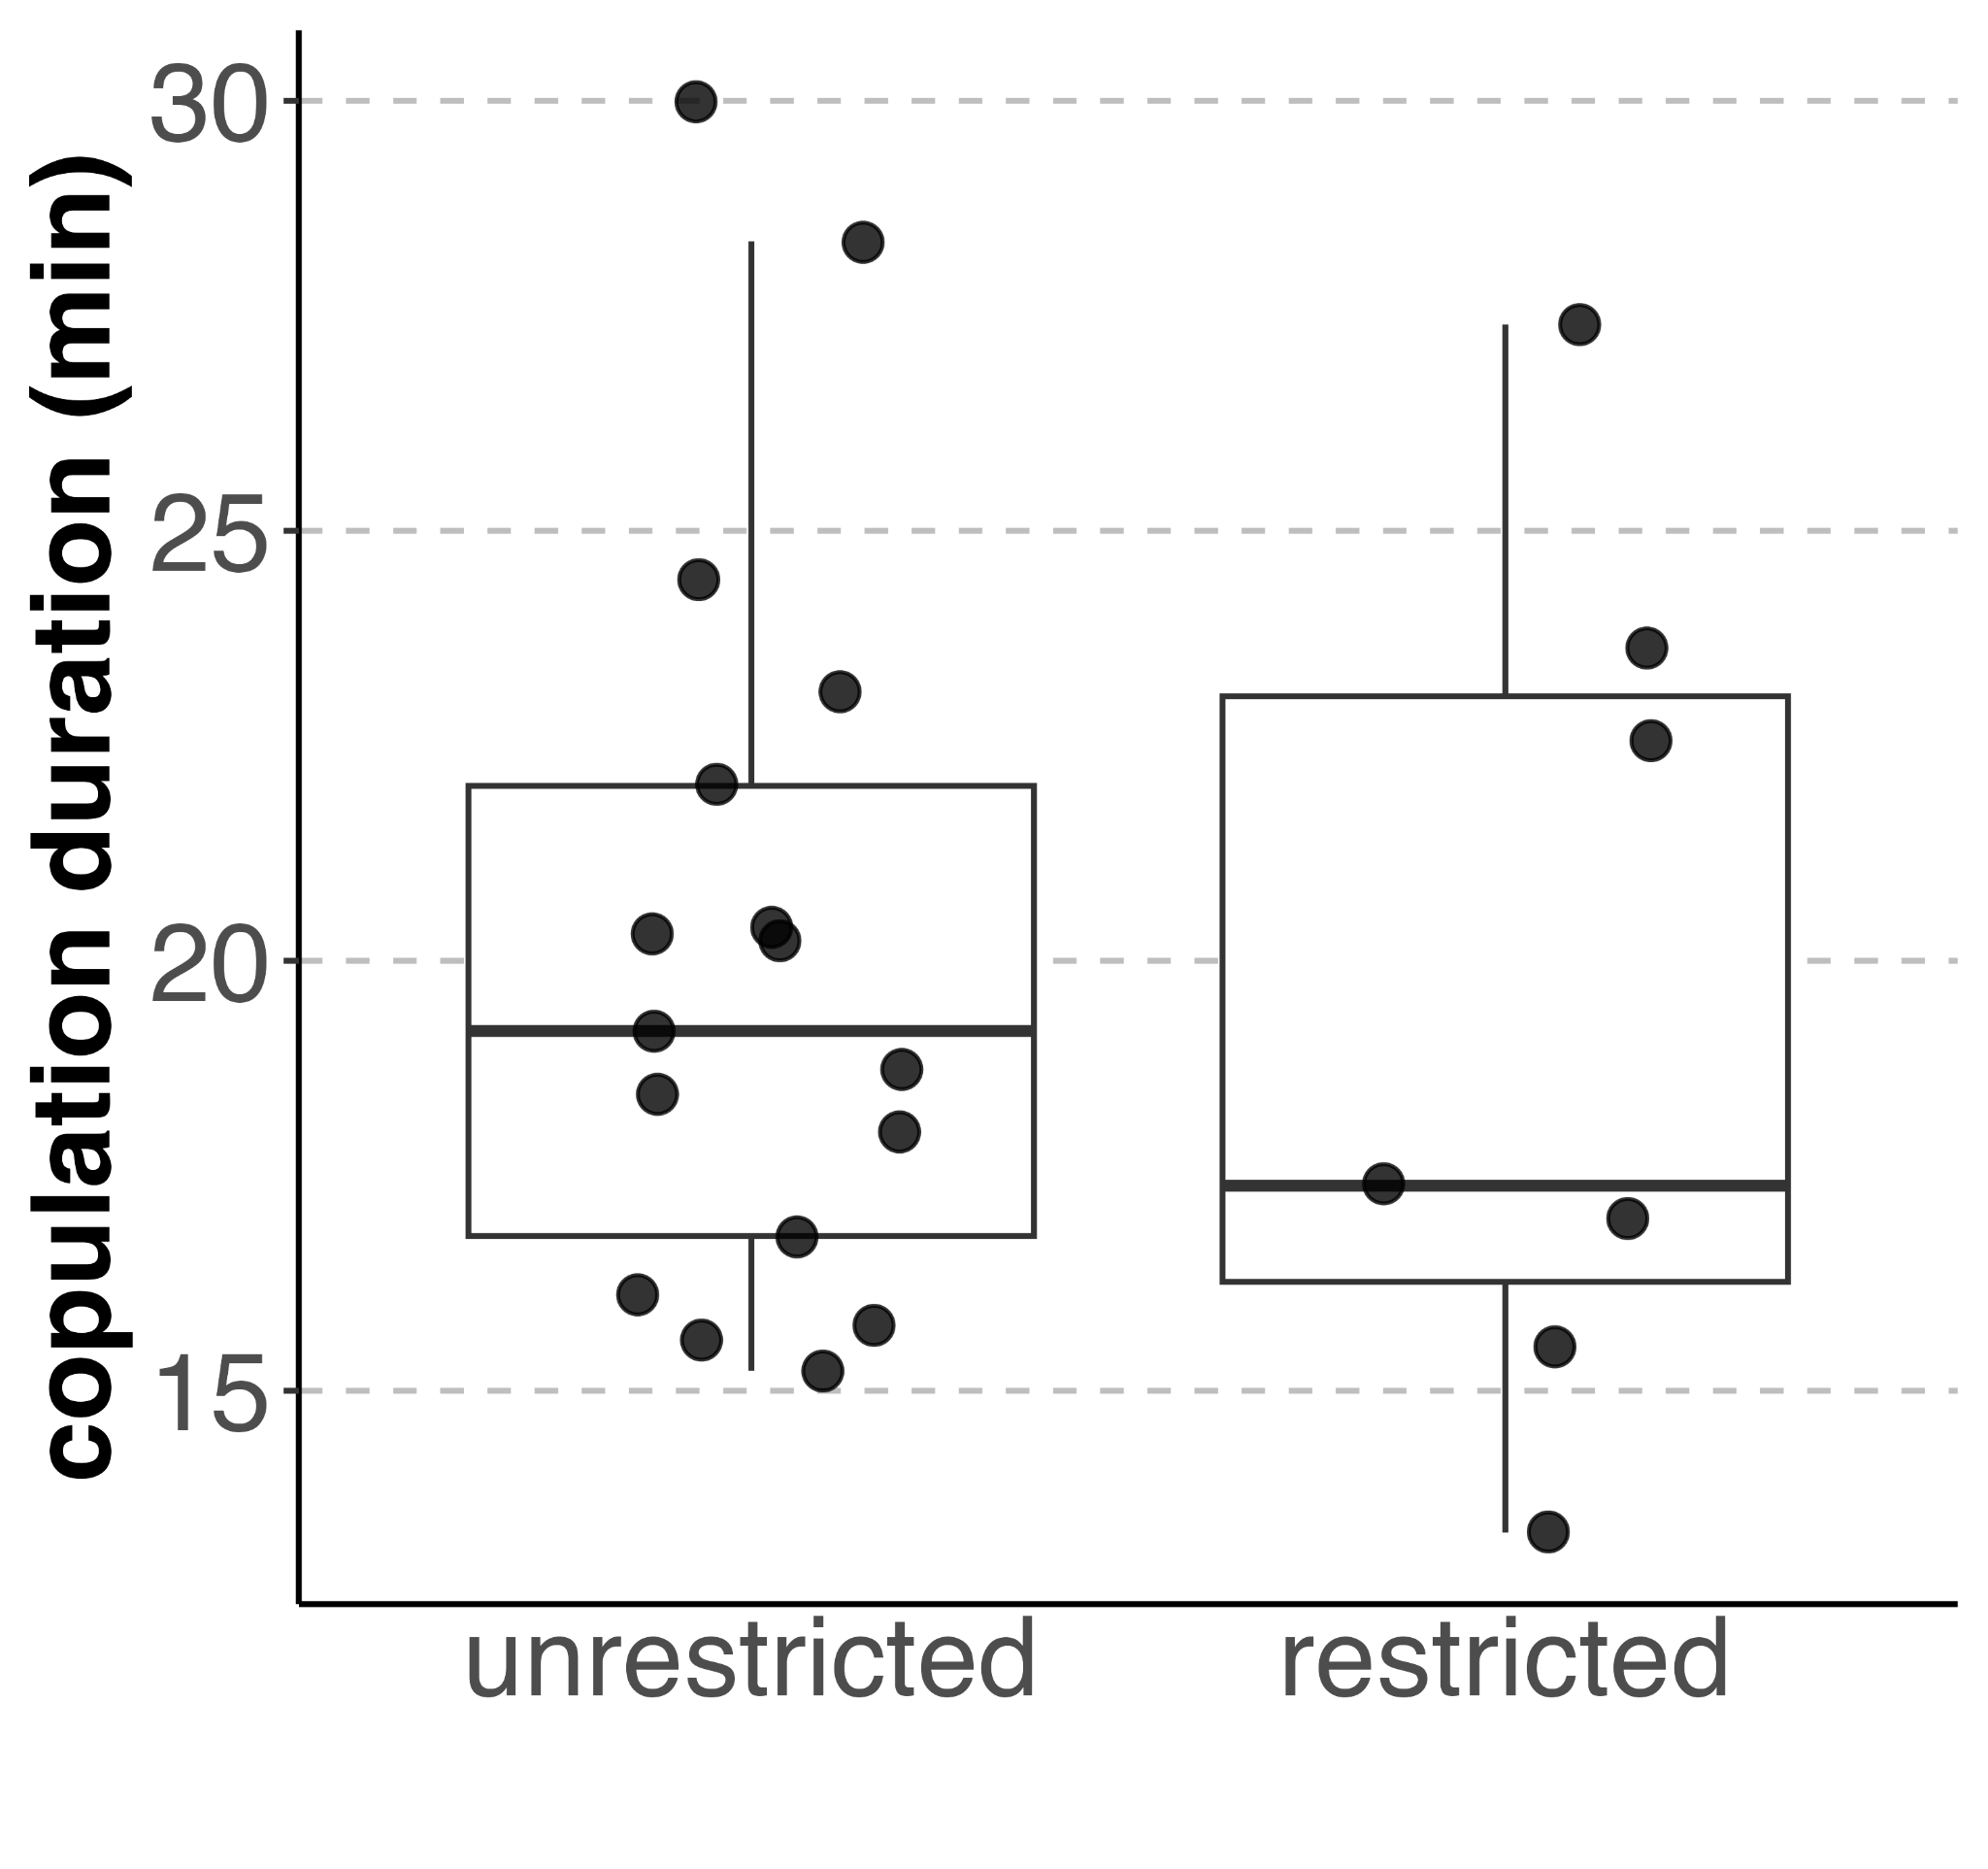 copulation duration (min)
30
25
20
15
unrestricted
restricted